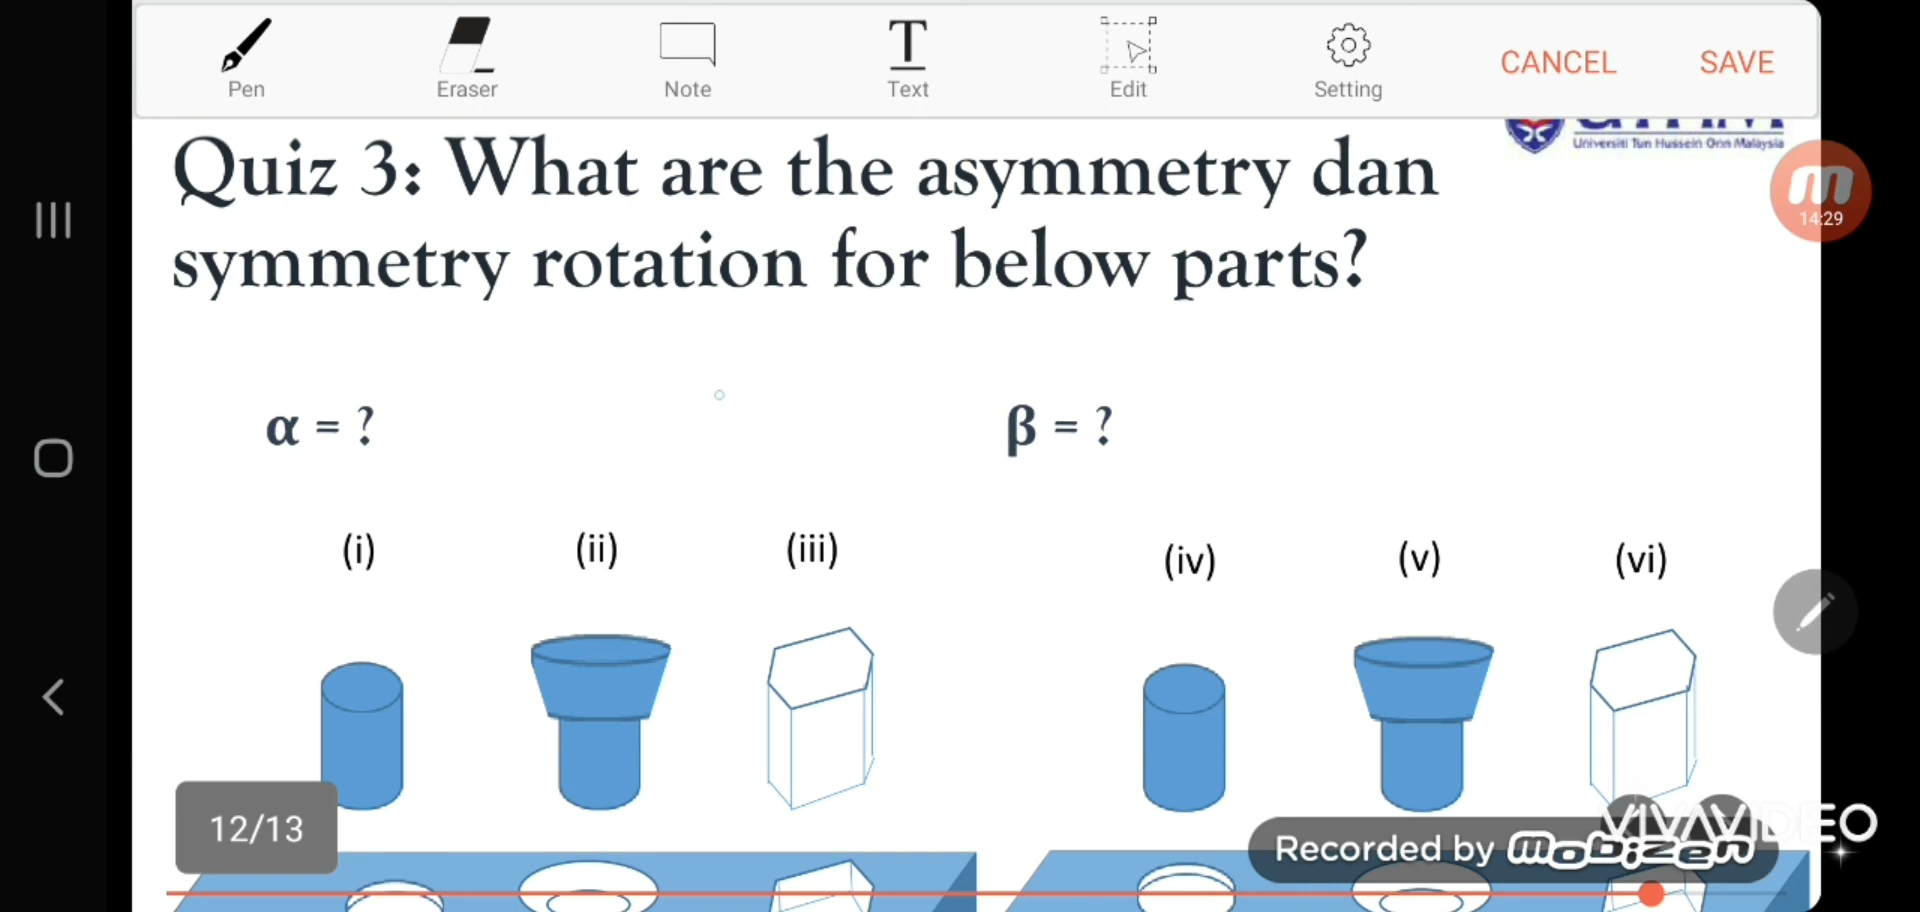 Pen
Eraser
Note
Text
Edit
Setting
CANCEL
SAVE
Universiti Tun Hussein Onn Malaysia
Quiz 3: What are the asymmetry dan
symmetry rotation for below parts?
14:29
α = ?
β = ?
(i)
(ii)
(iii)
(iv)
(v)
(vi)
12/13
VIVAVIDEO
Recorded by mobizen